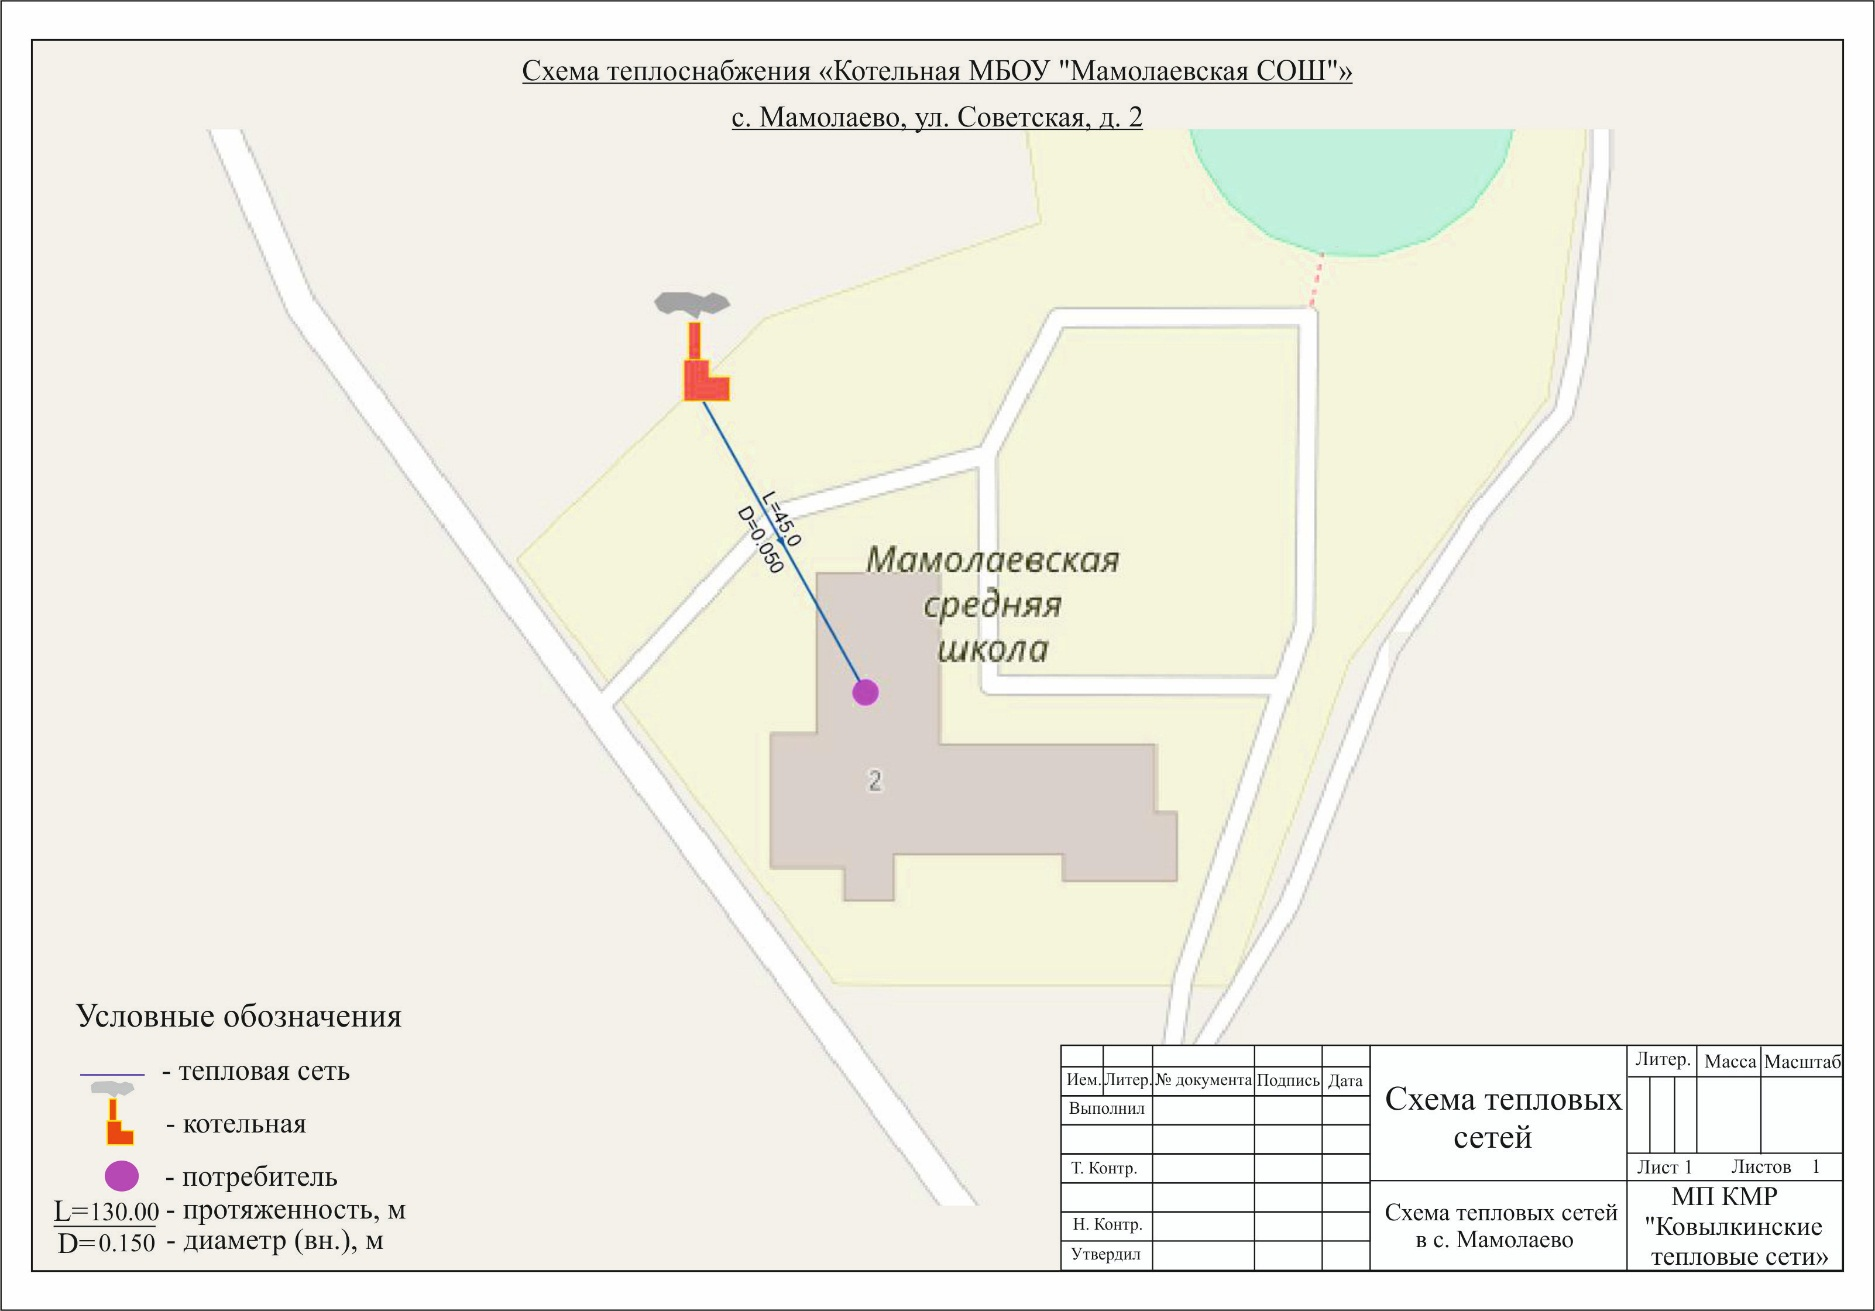 Схема теплоснабжения «Котельная МБОУ "Мамолаевская СОШ"»
с. Мамолаево, ул. Советская, д. 2
L=45.0
D=0.050
Мамолаевская
средняя
школа
2
Условные обозначения
- тепловая сеть
- котельная
- потребитель
L=130.00 - протяженность, м
D=0.150 - диаметр (вн.), м
Ием. Литер. № документа Подпись Дата
Выполнил
Т. Контр.
Н. Контр.
Утвердил
Схема тепловых
сетей
Схема тепловых сетей
в с. Мамолаево
Литер. Масса Масштаб
Лист 1 Листов 1
МП КМР
"Ковылкинские
тепловые сети»